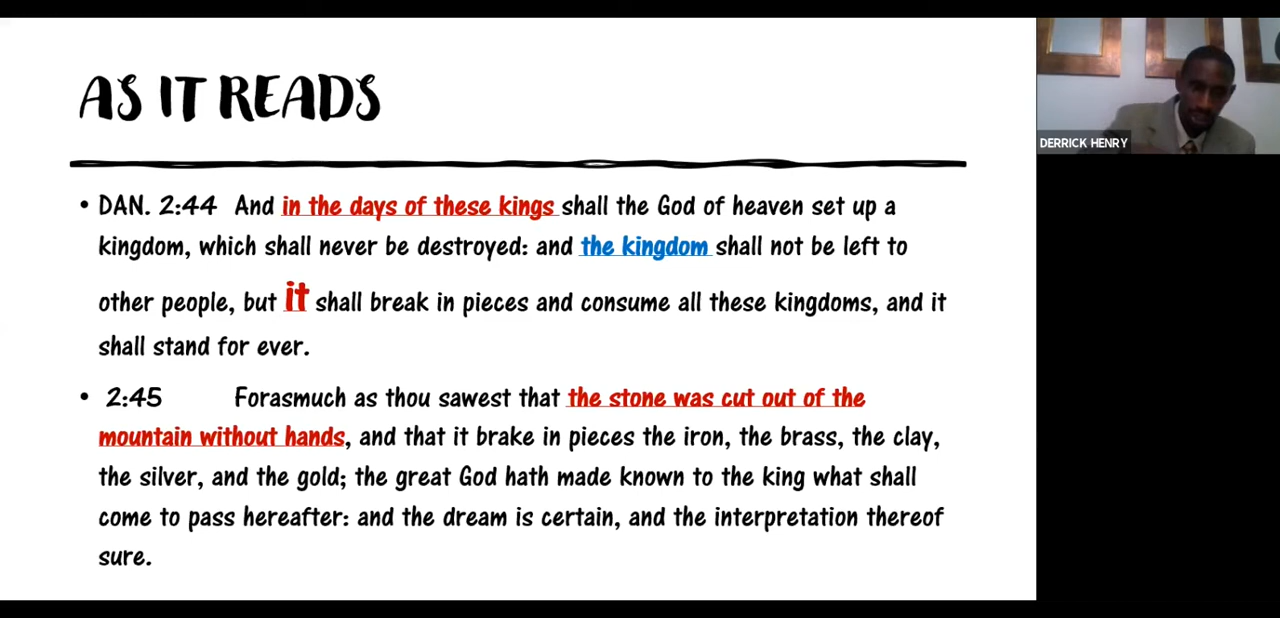 AS IT READS
• DAN. 2:44 And in the days of these kings shall the God of heaven set up a
kingdom, which shall never be destroyed: and the kingdom shall not be left to
other people, but it shall break in pieces and consume all these kingdoms, and it
shall stand for ever.
• 2:45 Forasmuch as thou sawest that the stone was cut out of the
mountain without hands, and that it brake in pieces the iron, the brass, the clay,
the silver, and the gold; the great God hath made known to the king what shall
come to pass hereafter: and the dream is certain, and the interpretation thereof
sure.
DERRICK HENRY